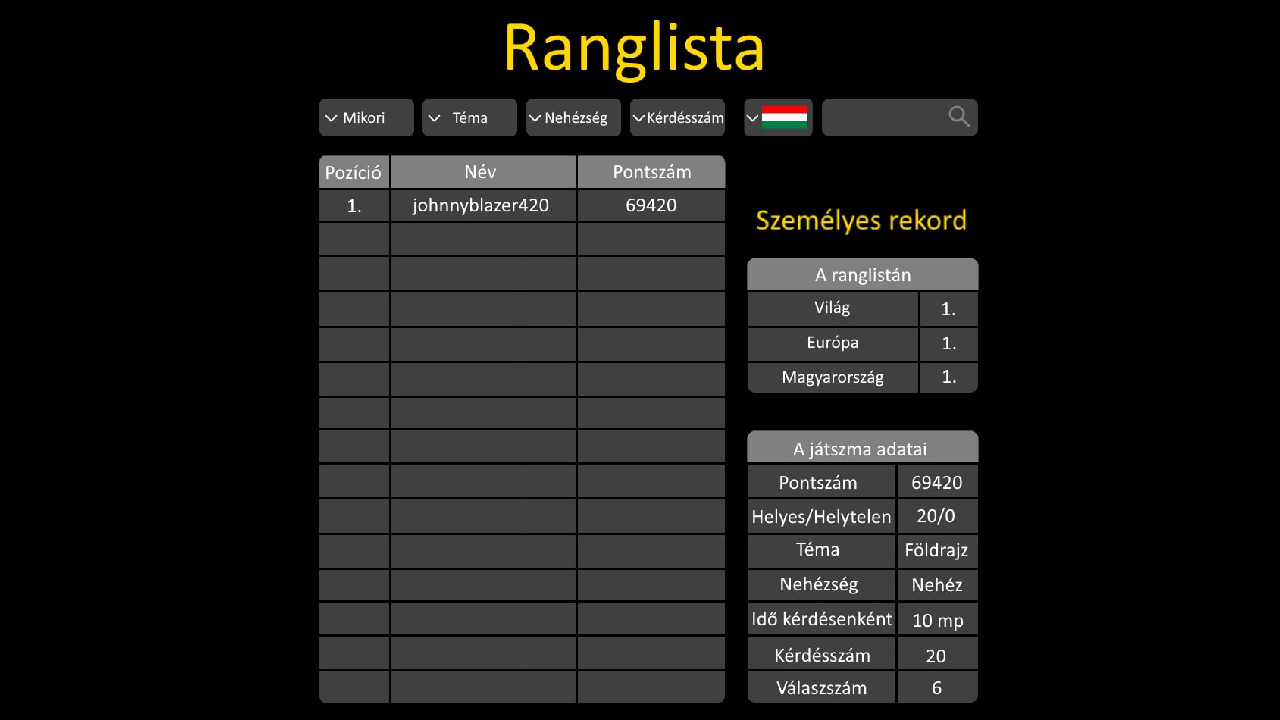 Ranglista
Mikori Téma Nehézség Kérdésszám
Pozíció Név Pontszám
1. johnnyblazer420 69420
Személyes rekord
A ranglistán
Világ 1.
Európa 1.
Magyarország 1.
A játszma adatai
Pontszám 69420
Helyes/Helytelen 20/0
Téma Földrajz
Nehézség Nehéz
Idő kérdésenként 10 mp
Kérdésszám 20
Válaszszám 6